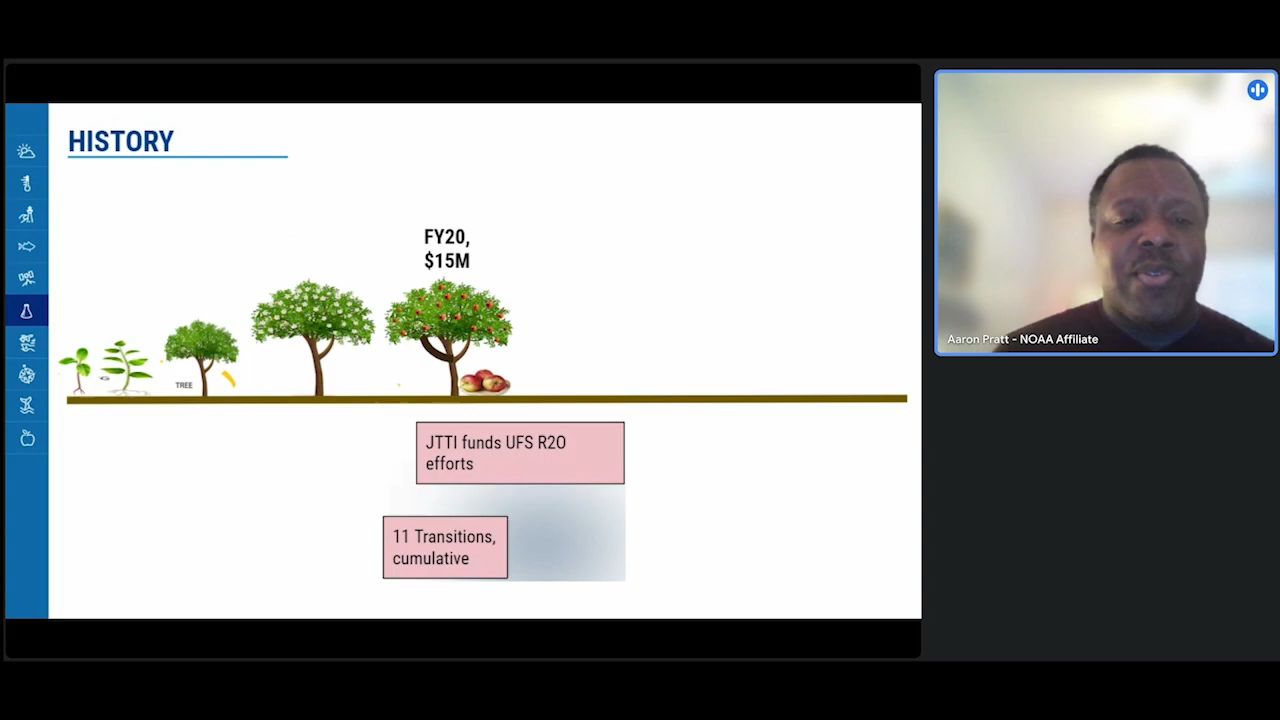 HISTORY
FY20,
$15M
TREE
JTTI funds UFS R2O
efforts
11 Transitions,
cumulative
Aaron Pratt - NOAA Affiliate